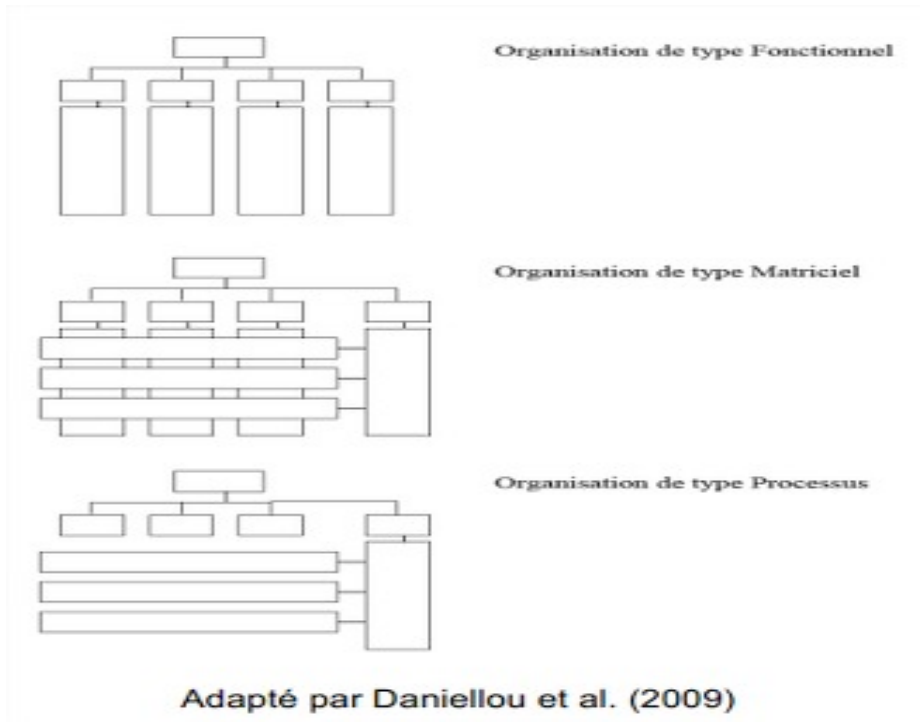 Organisation de type Fonctionnel
Organisation de type Matriciel
Organisation de type Processus
Adapté par Daniellou et al. (2009)